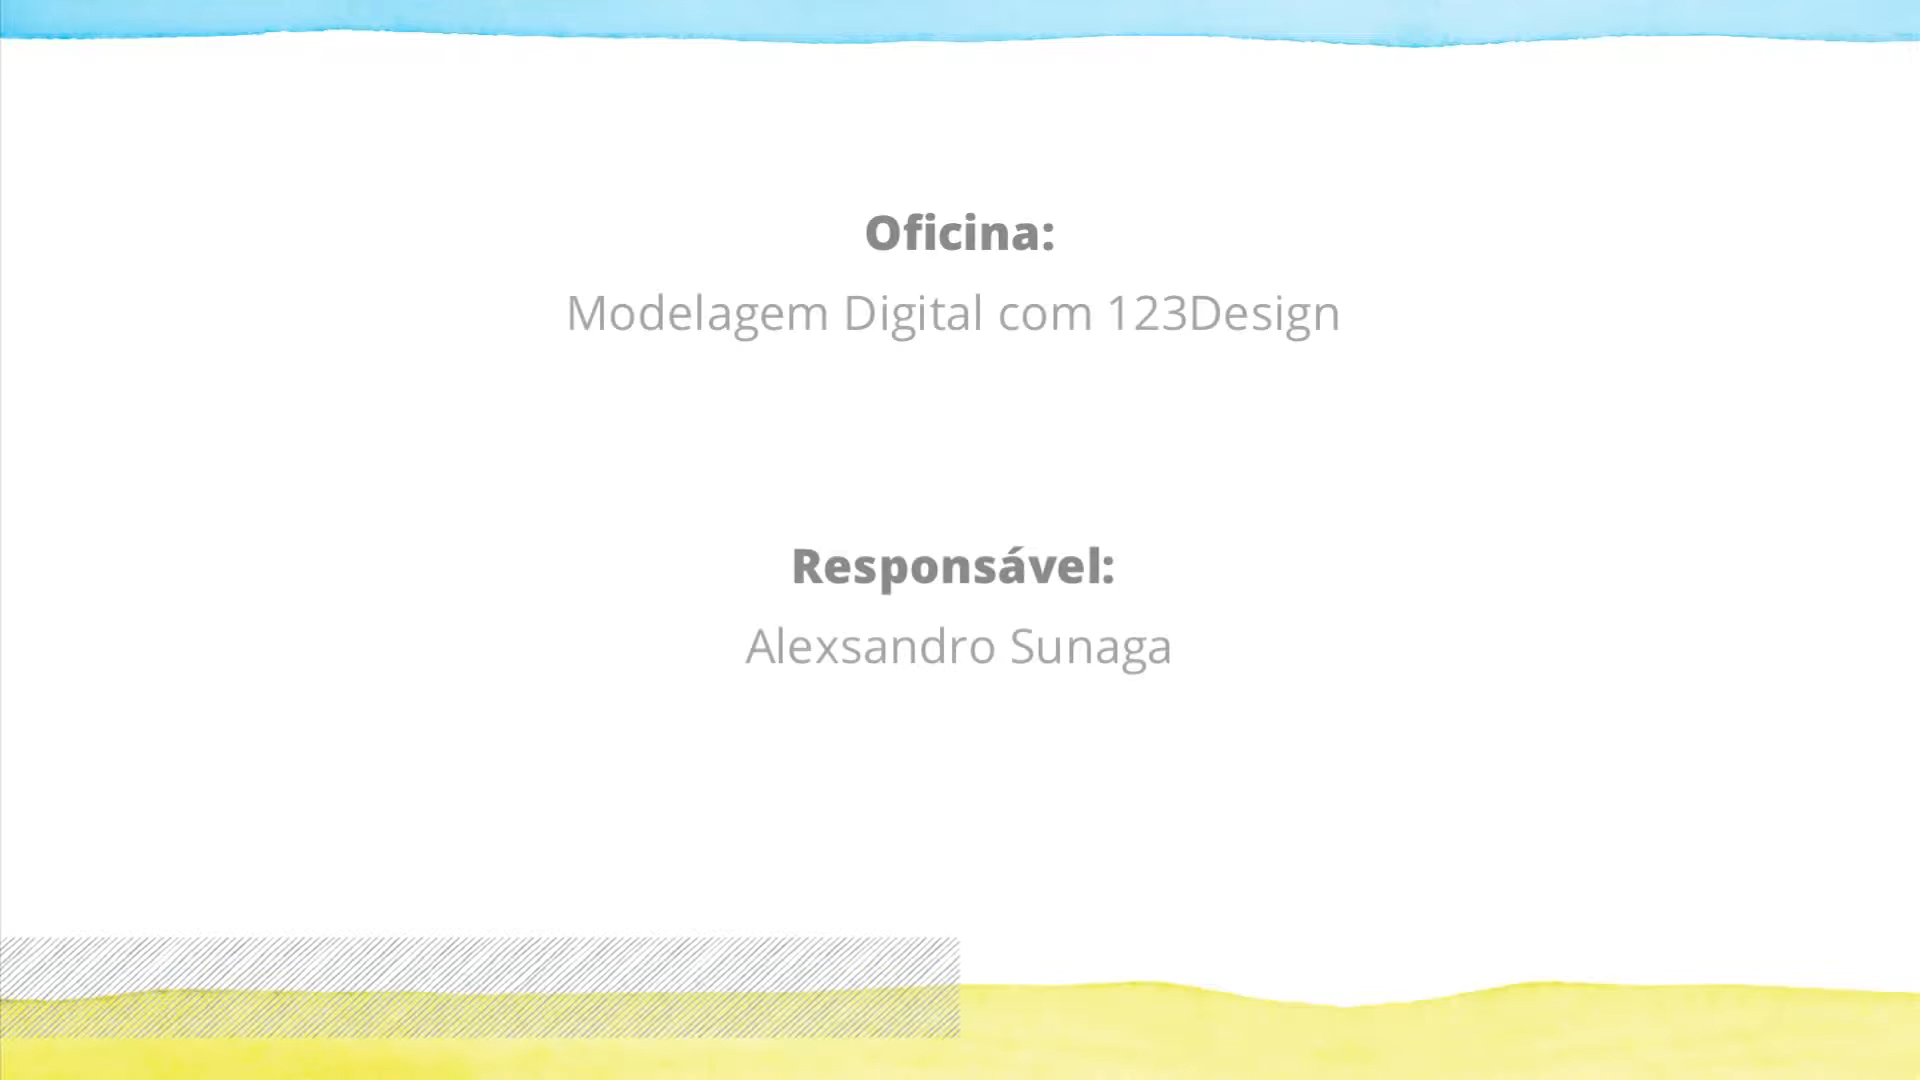 Oficina:
Modelagem Digital com 123Design
Responsável:
Alexsandro Sunaga